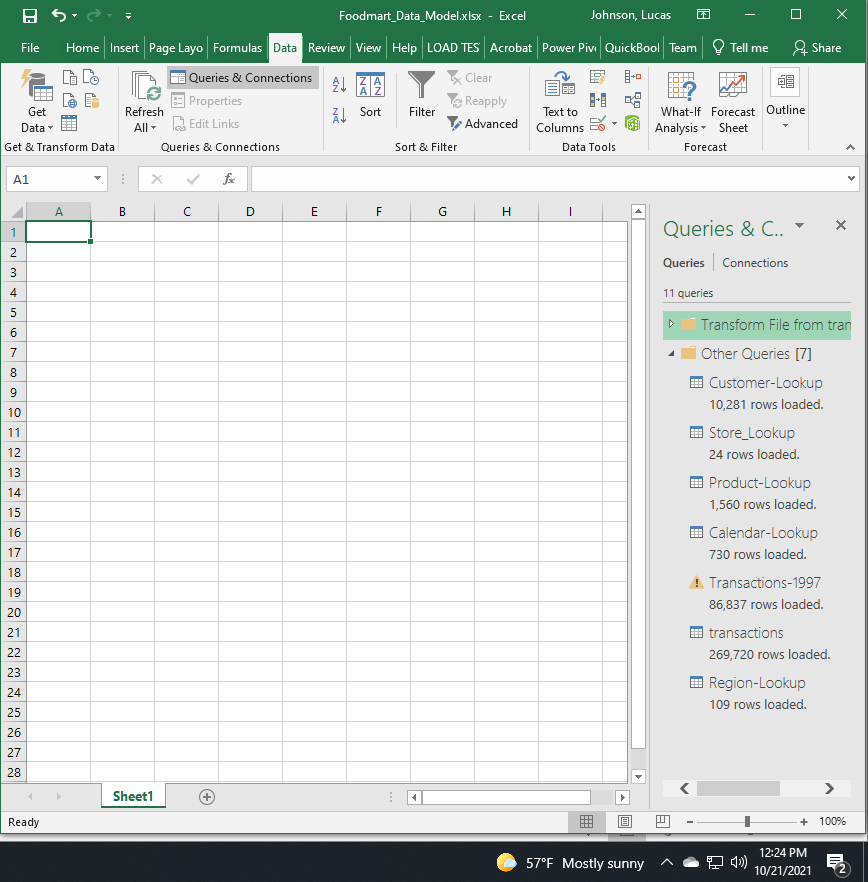 Foodmart_Data_Model.xlsx - Excel
Johnson, Lucas
File Home Insert Page Layo Formulas Data Review View Help LOAD TES Acrobat Power Piv QuickBool Team Tell me Share
Get Data
Refresh All
Queries & Connections
Properties
Edit Links
Sort
Filter
Clear
Reapply
Advanced
Text to Columns
What-If Analysis
Forecast Sheet
Outline
Get & Transform Data
Queries & Connections
Sort & Filter
Data Tools
Forecast
A1
fx
A B C D E F G H I
1
2
3
4
5
6
7
8
9
10
11
12
13
14
15
16
17
18
19
20
21
22
23
24
25
26
27
28
Queries & C..
Queries
Connections
11 queries
Transform File from tran
Other Queries [7]
Customer-Lookup
10,281 rows loaded.
Store_Lookup
24 rows loaded.
Product-Lookup
1,560 rows loaded.
Calendar-Lookup
730 rows loaded.
Transactions-1997
86,837 rows loaded.
transactions
269,720 rows loaded.
Region-Lookup
109 rows loaded.
Sheet1
Ready
100%
57°F Mostly sunny
12:24 PM
10/21/2021
2